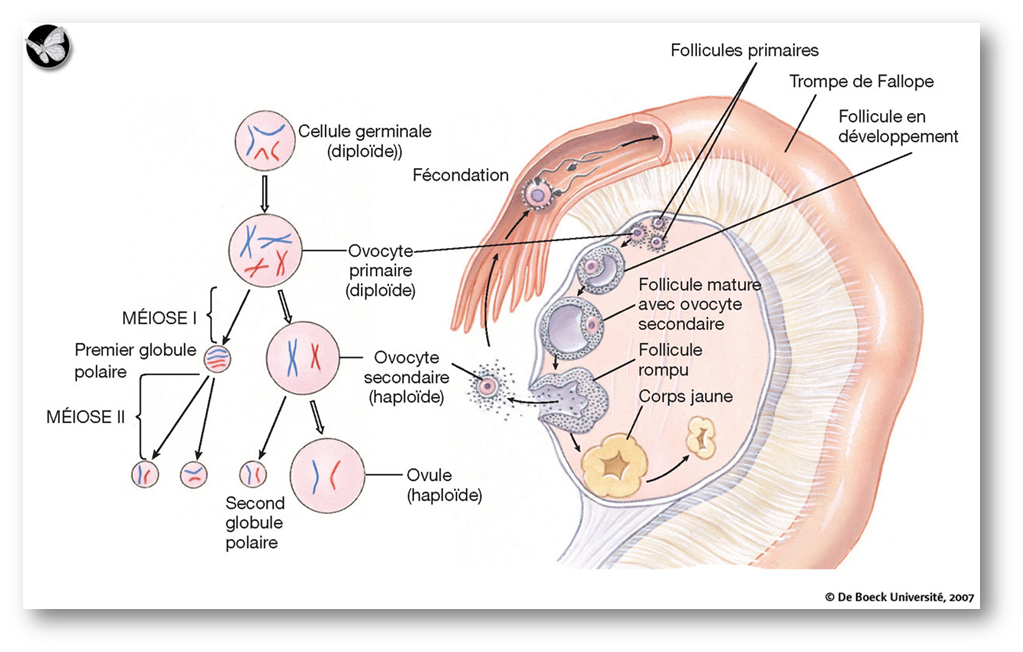 Follicules primaires
Trompe de Fallope
Follicule en
développement
Cellule germinale
(diploïde))
Fécondation
Ovocyte
primaire
(diploïde)
Follicule mature
avec ovocyte
secondaire
MÉIOSE I
Premier globule
polaire
Ovocyte
secondaire
(haploïde)
Follicule
rompu
Corps jaune
MÉIOSE II
Second
globule
polaire
Ovule
(haploïde)
© De Boeck Université, 2007